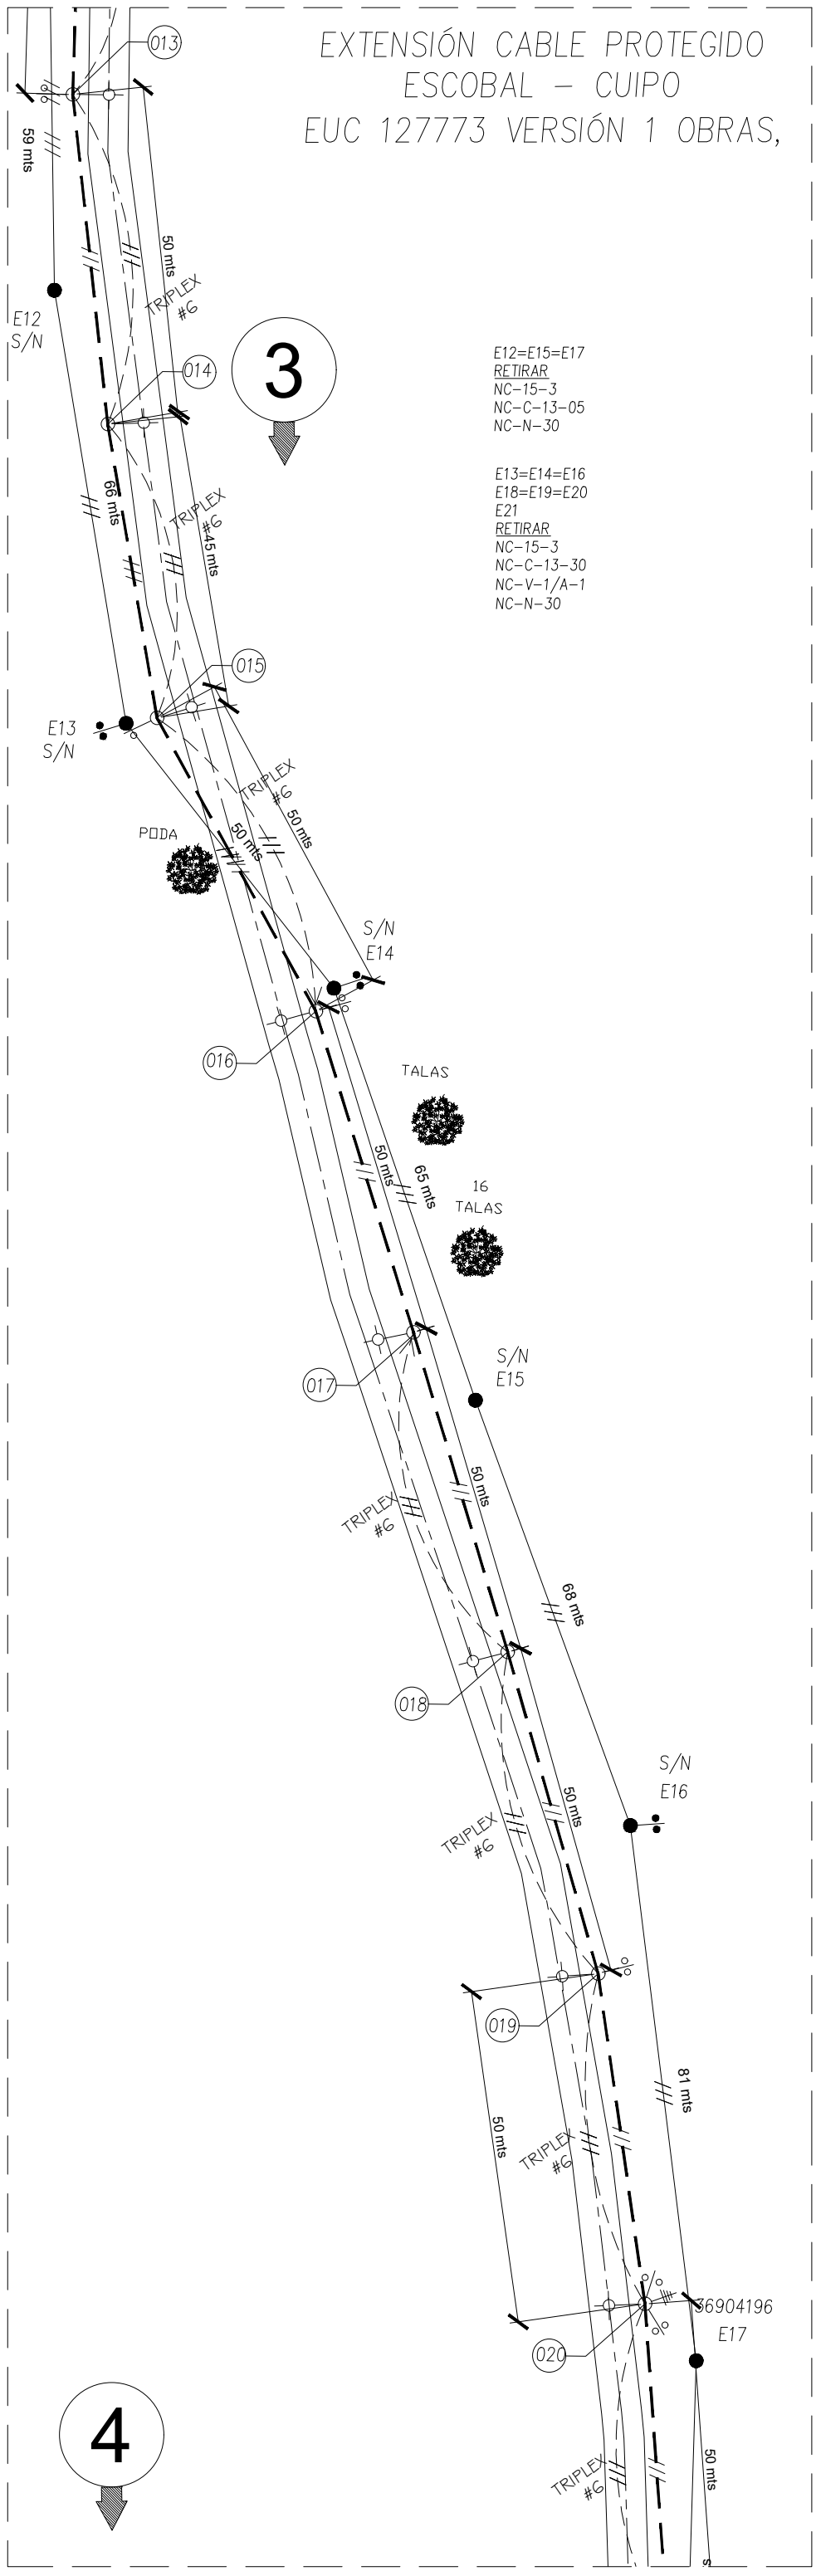 EXTENSIÓN CABLE PROTEGIDO
ESCOBAL - CUIPO
EUC 127773 VERSIÓN 1 OBRAS,
013
59 mts
50 mts
TRIPLEX
#6
E12
S/N
014
3
E12=E15=E17
RETIRAR
NC-15-3
NC-C-13-05
NC-N-30
E13=E14=E16
E18=E19=E20
E21
RETIRAR
NC-15-3
NC-C-13-30
NC-V-1/A-1
NC-N-30
66 mts
TRIPLEX
#6
45 mts
015
E13
S/N
TRIPLEX
#6
50 mts
50 mts
PODA
S/N
E14
016
TALAS
50 mts
65 mts
16
TALAS
017
S/N
E15
50 mts
TRIPLEX
#6
68 mts
018
S/N
E16
50 mts
TRIPLEX
#6
019
81 mts
50 mts
TRIPLEX
#6
36904196
E17
020
4
50 mts
TRIPLEX
#6
s